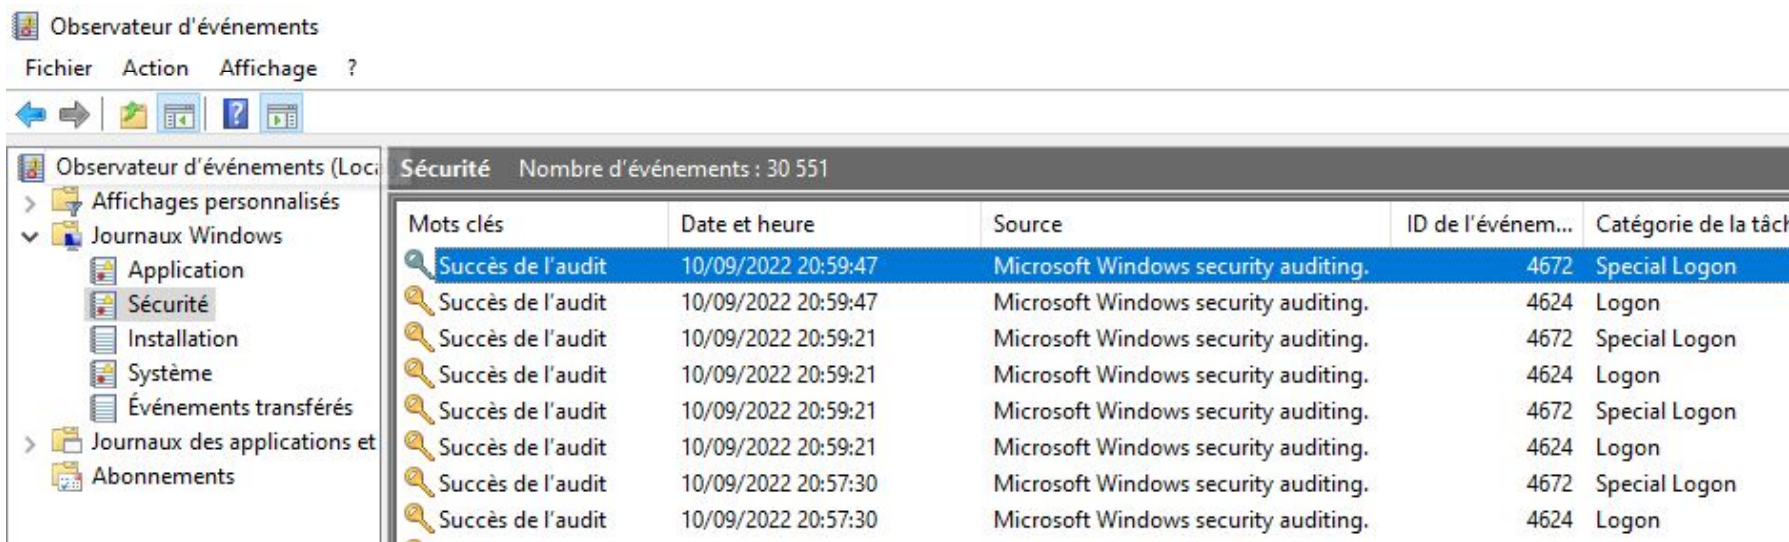 Observateur d'événements
Fichier Action Affichage ?
Observateur d'événements (Loca
Affichages personnalisés
Journaux Windows
Application
Sécurité
Installation
Système
Événements transférés
Journaux des applications et
Abonnements
Sécurité Nombre d'événements : 30 551
Mots clés Date et heure Source ID de l'événem... Catégorie de la tâch
Succès de l'audit 10/09/2022 20:59:47 Microsoft Windows security auditing. 4672 Special Logon
Succès de l'audit 10/09/2022 20:59:47 Microsoft Windows security auditing. 4624 Logon
Succès de l'audit 10/09/2022 20:59:21 Microsoft Windows security auditing. 4672 Special Logon
Succès de l'audit 10/09/2022 20:59:21 Microsoft Windows security auditing. 4624 Logon
Succès de l'audit 10/09/2022 20:59:21 Microsoft Windows security auditing. 4672 Special Logon
Succès de l'audit 10/09/2022 20:59:21 Microsoft Windows security auditing. 4624 Logon
Succès de l'audit 10/09/2022 20:57:30 Microsoft Windows security auditing. 4672 Special Logon
Succès de l'audit 10/09/2022 20:57:30 Microsoft Windows security auditing. 4624 Logon